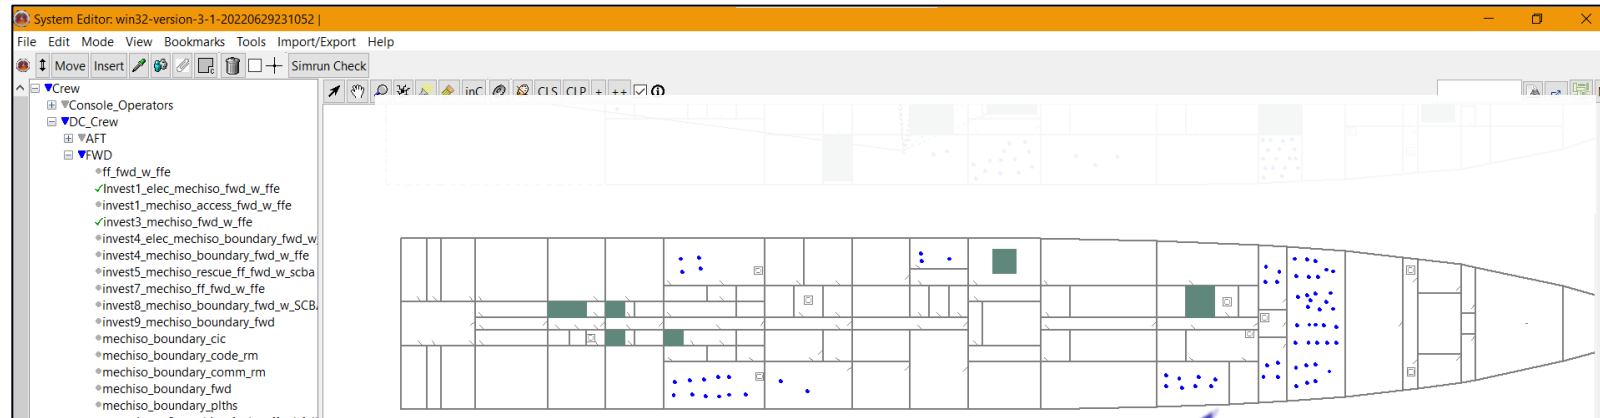 System Editor: win32-version-3-1-20220629231052 |
File Edit Mode View Bookmarks Tools Import/Export Help
Move Insert Simrun Check
inC CLS CLP + ++
Crew
Console_Operators
DC_Crew
AFT
FWD
ff_fwd_w_ffe
Invest1_elec_mechiso_fwd_w_ffe
invest1_mechiso_access_fwd_w_ffe
invest3_mechiso_fwd_w_ffe
invest4_elec_mechiso_boundary_fwd_w
invest4_mechiso_boundary_fwd_w_ffe
invest5_mechiso_rescue_ff_fwd_w_scba
invest7_mechiso_ff_fwd_w_ffe
invest8_mechiso_boundary_fwd_w_SCB
invest9_mechiso_boundary_fwd
mechiso_boundary_cic
mechiso_boundary_code_rm
mechiso_boundary_comm_rm
mechiso_boundary_fwd
mechiso_boundary_plths